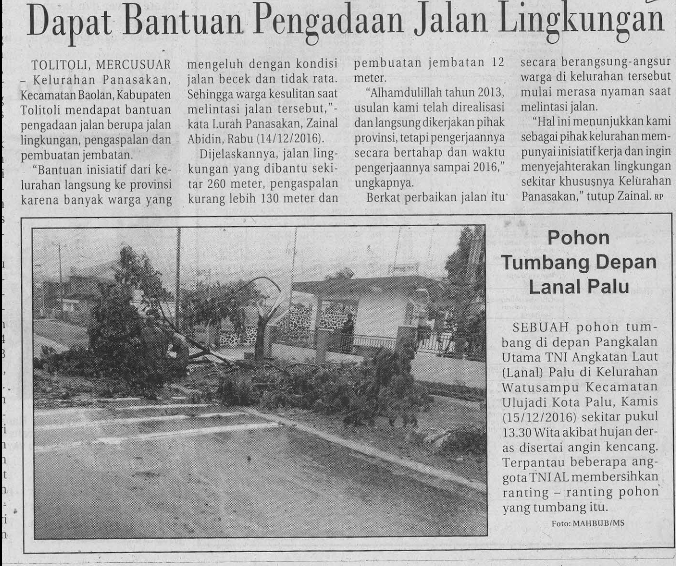 Dapat Bantuan Pengadaan Jalan Lingkungan
TOLITOLI, MERCUSUAR
– Kelurahan Panasakan,
Kecamatan Baolan, Kabupaten
Tolitoli mendapat bantuan
pengadaan jalan berupa jalan
lingkungan, pengaspalan dan
pembuatan jembatan.
"Bantuan inisiatif dari ke-
lurahan langsung ke provinsi
karena banyak warga yang
mengeluh dengan kondisi
jalan becek dan tidak rata.
Sehingga warga kesulitan saat
melintasi jalan tersebut,"-
kata Lurah Panasakan, Zainal
Abidin, Rabu (14/12/2016).
Dijelaskannya, jalan ling-
kungan yang dibantu seki-
tar 260 meter, pengaspalan
kurang lebih 130 meter dan
pembuatan jembatan 12
meter.
"Alhamdulillah tahun 2013,
usulan kami telah direalisasi
dan langsung dikerjakan pihak
provinsi, tetapi pengerjaannya
secara bertahap dan waktu
pengerjaannya sampai 2016,"
ungkapnya.
Berkat perbaikan jalan itu
secara berangsung-angsur
warga di kelurahan tersebut
mulai merasa nyaman saat
melintasi jalan.
"Hal ini menunjukkan kami
sebagai pihak kelurahan mem-
punyai inisiatif kerja dan ingin
menyejahterakan lingkungan
sekitar khususnya Kelurahan
Panasakan," tutup Zainal. RP
Pohon
Tumbang Depan
Lanal Palu
SEBUAH pohon tum-
bang di depan Pangkalan
Utama TNI Angkatan Laut
(Lanal) Palu di Kelurahan
Watusampu Kecamatan
Ulujadi Kota Palu, Kamis
(15/12/2016) sekitar pukul
13.30 Wita akibat hujan der-
as disertai angin kencang.
Terpantau beberapa ang-
gota TNI AL membersihkan
ranting – ranting pohon
yang tumbang itu.
Foto: MAHBUB/MS